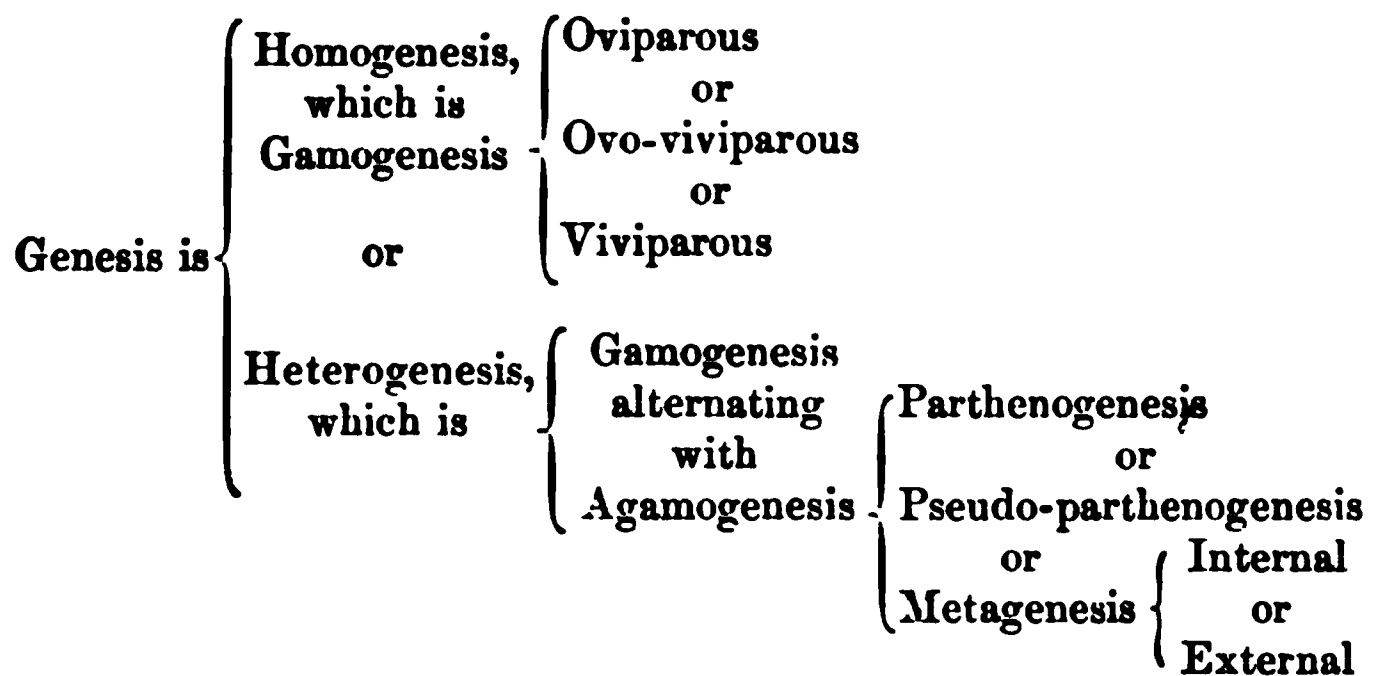 Genesis is
Homogenesis,
which is
Gamogenesis
or
Heterogenesis,
which is
Oviparous
or
Ovo-viviparous
or
Viviparous
Gamogenesis
alternating
with
Agamogenesis
Parthenogenesis
or
Pseudo-parthenogenesis
or
Metagenesis
Internal
or
External